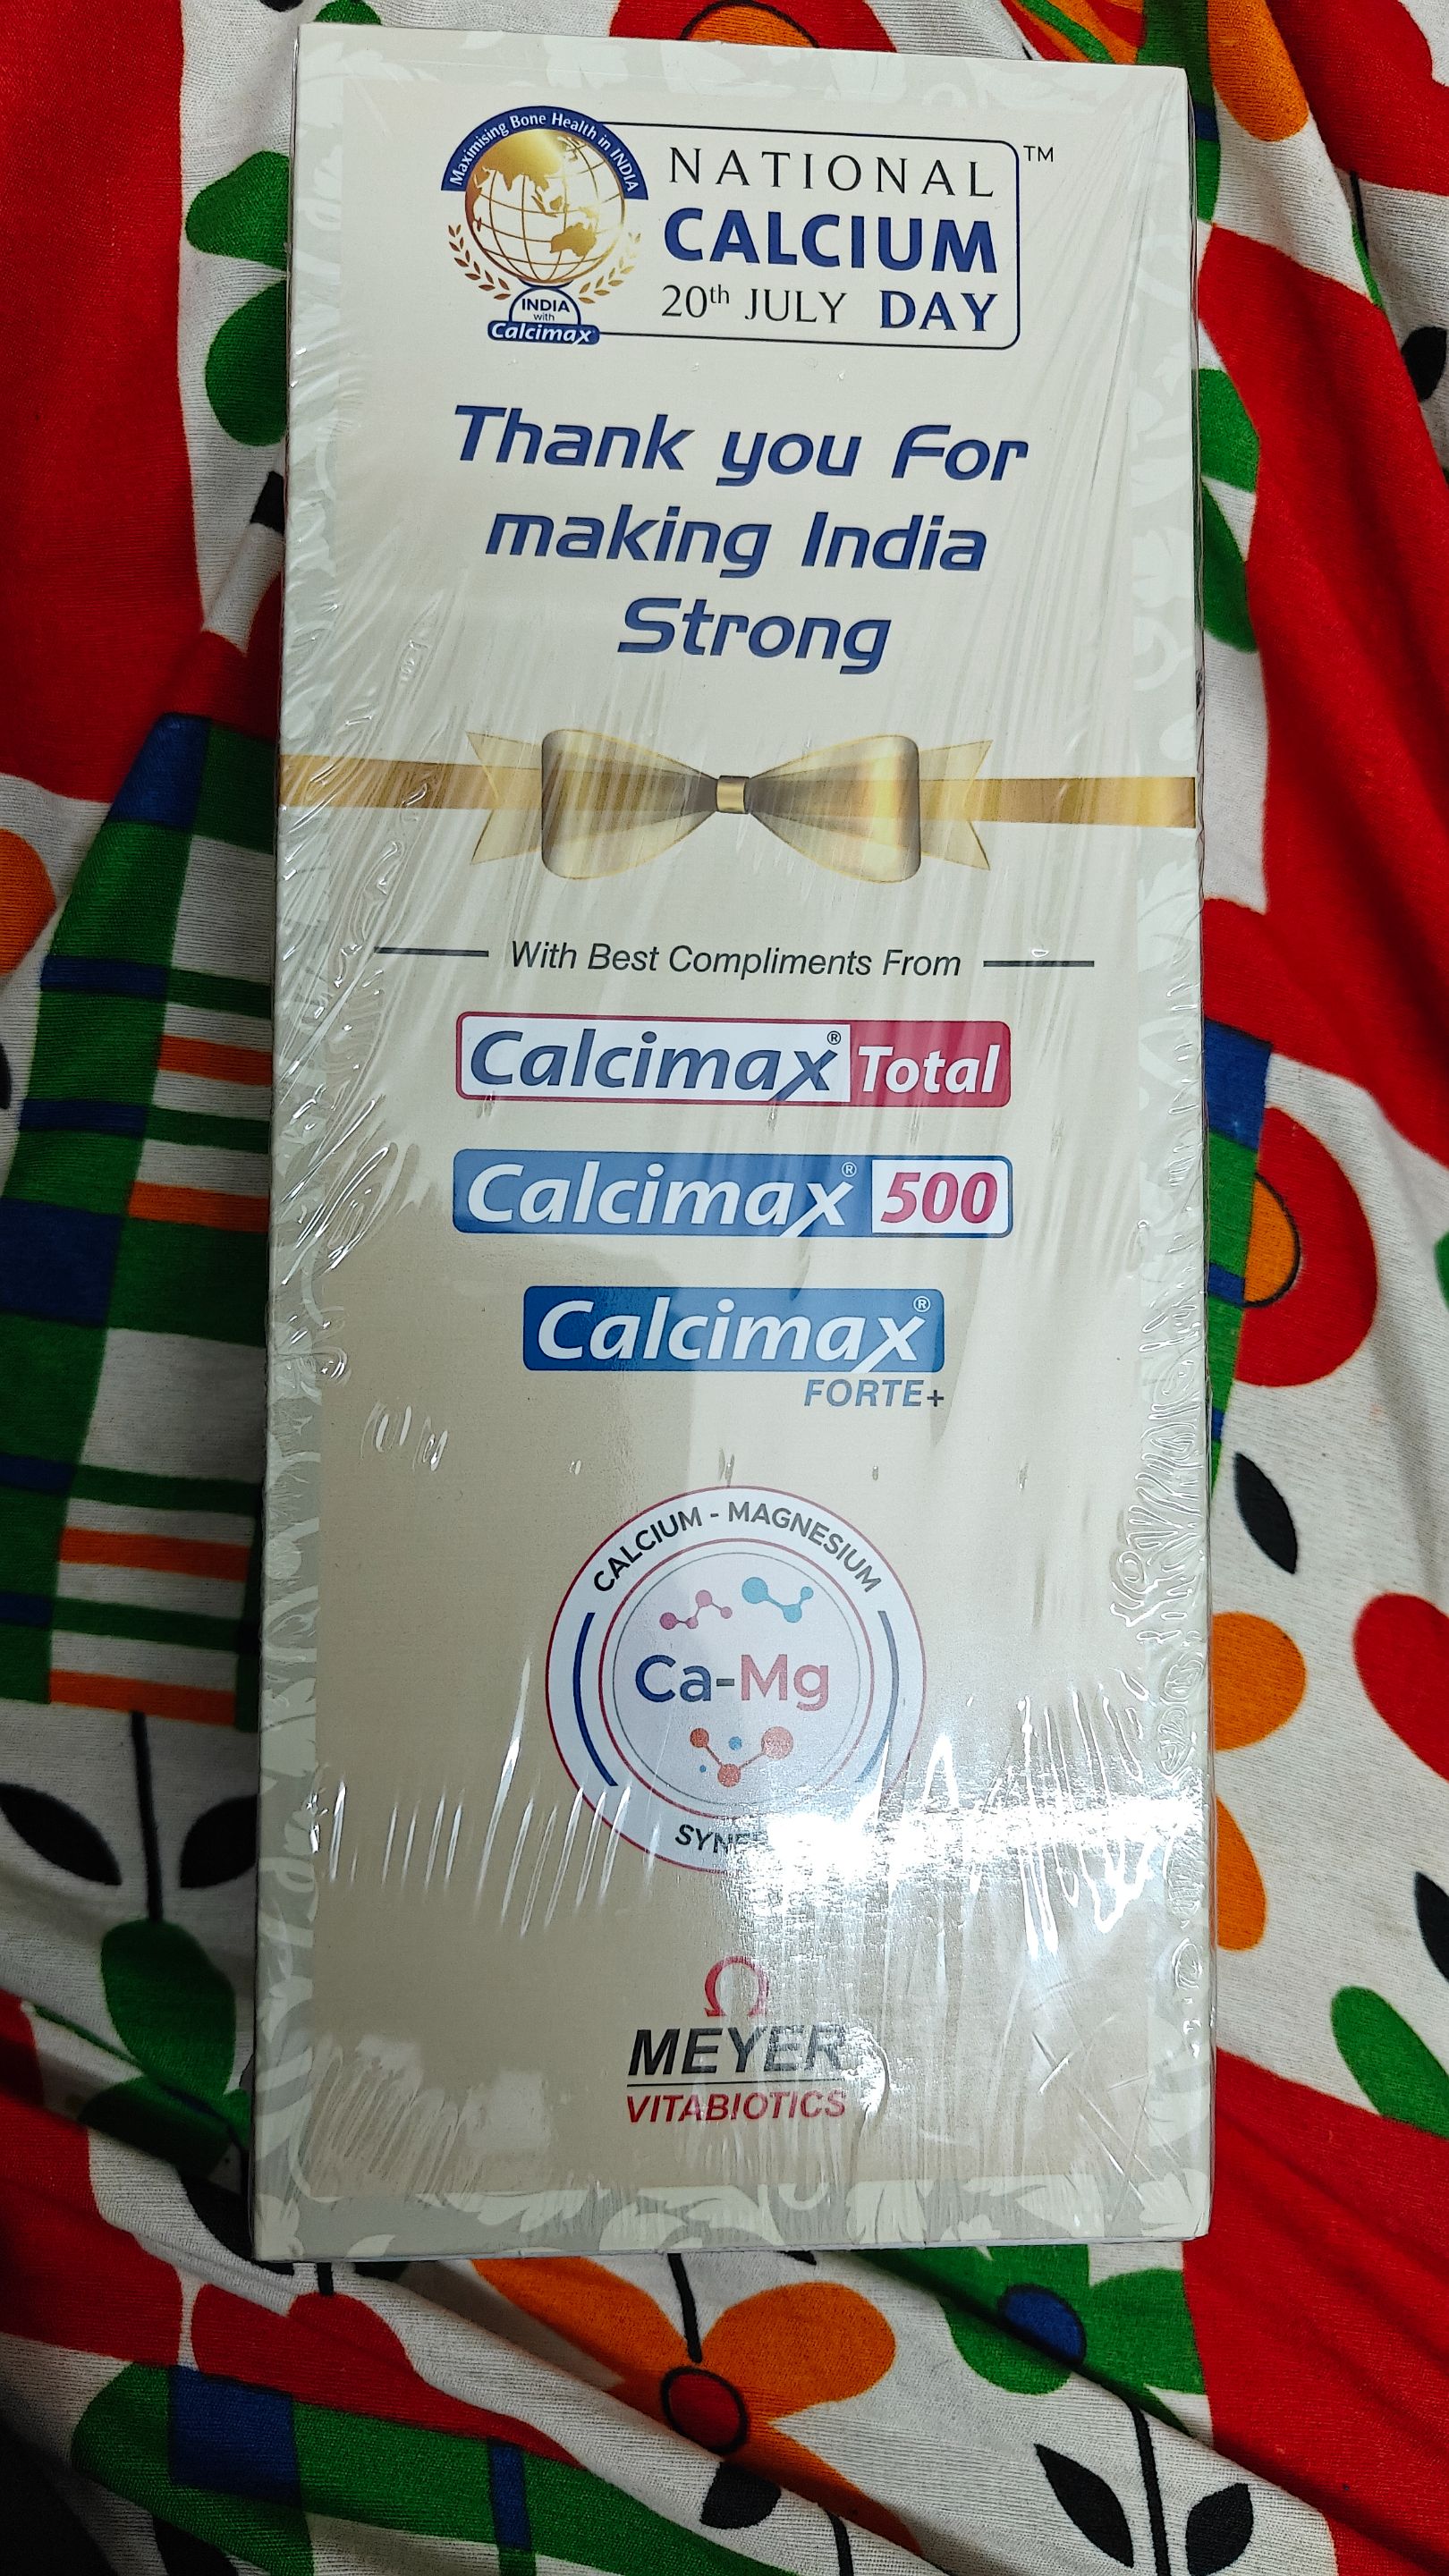 Maximising Bone Health in INDIA
INDIA
with
Calcimax
NATIONAL
CALCIUM
20th JULY DAY
TM
Thank you For
making India
Strong
With Best Compliments From
Calcimax® Total
Calcimax® 500
Calcimax®
FORTE+
CALCIUM - MAGNESIUM
Ca-Mg
MEYER
VITABIOTICS